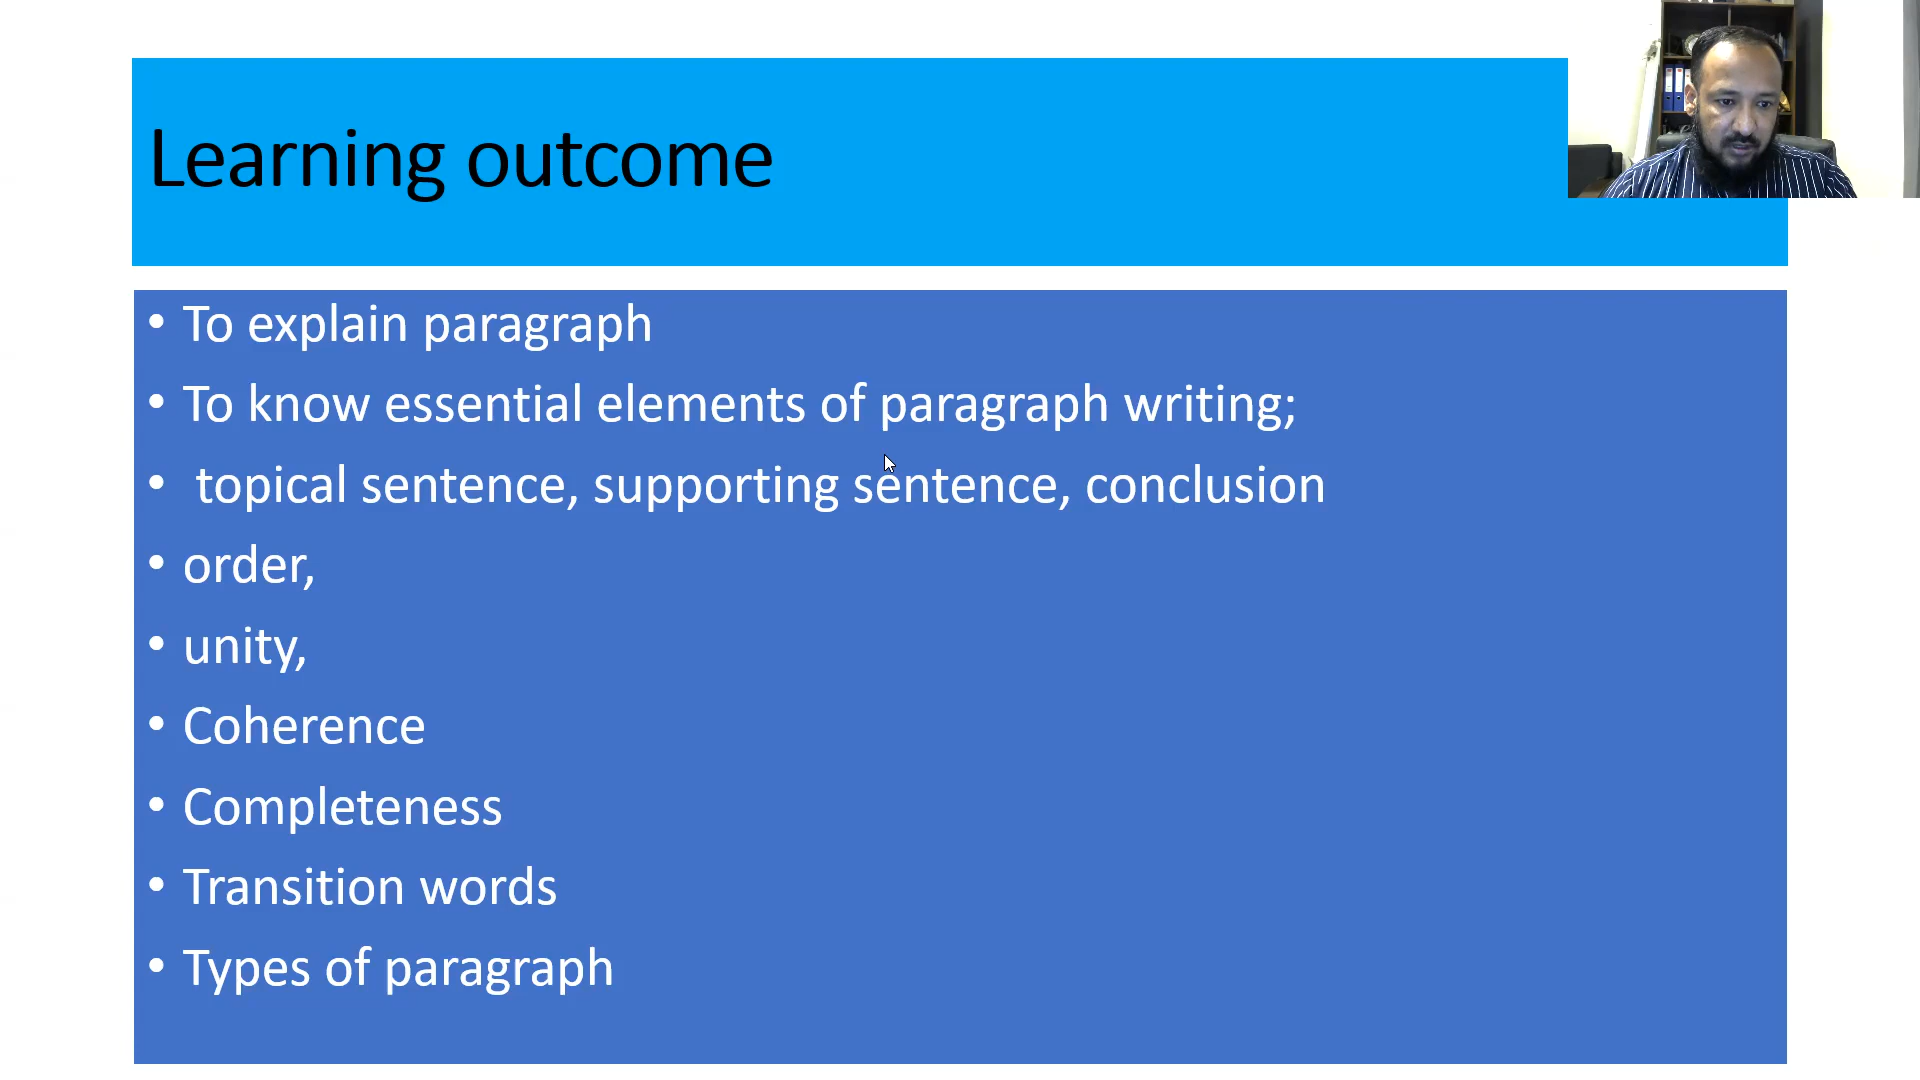 Learning outcome
• To explain paragraph
• To know essential elements of paragraph writing;
• topical sentence, supporting sentence, conclusion
• order,
• unity,
• Coherence
• Completeness
• Transition words
• Types of paragraph